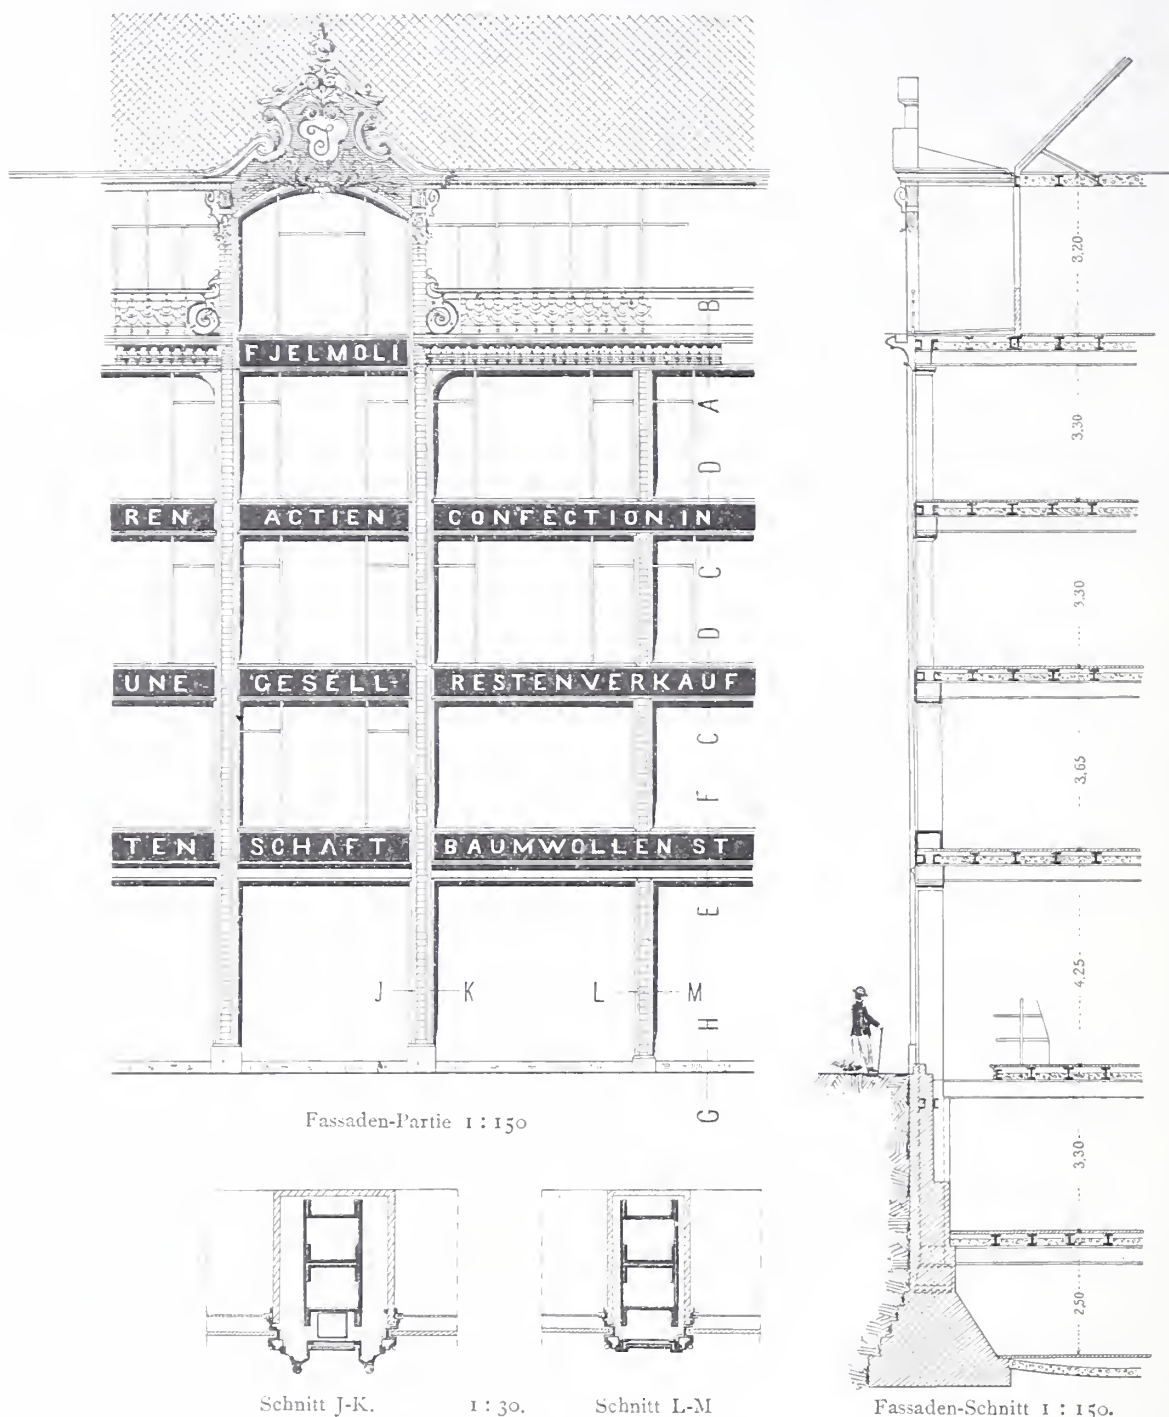 FJELMOLI
REN ACTIEN CONFECTION.IN
UNE GESELL- RESTENVERKAUF
TEN SCHAFT BAUMWOLLEN ST
B
A
D
C
D
C
F
E
H
G
J K L M
Fassaden-Partie 1 : 150
3,20
3,30
3,30
3,65
4,25
3,30
2,50
Schnitt J-K. 1 : 30. Schnitt L-M
Fassaden-Schnitt 1 : 150.